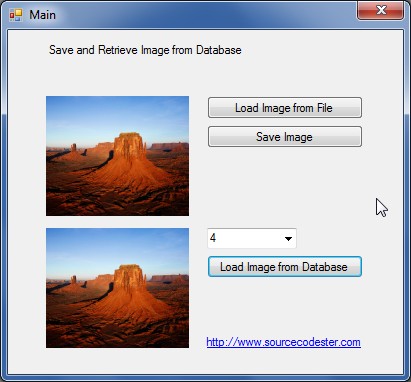 Main
Save and Retrieve Image from Database
Load Image from File
Save Image
4
Load Image from Database
http://www.sourcecodester.com